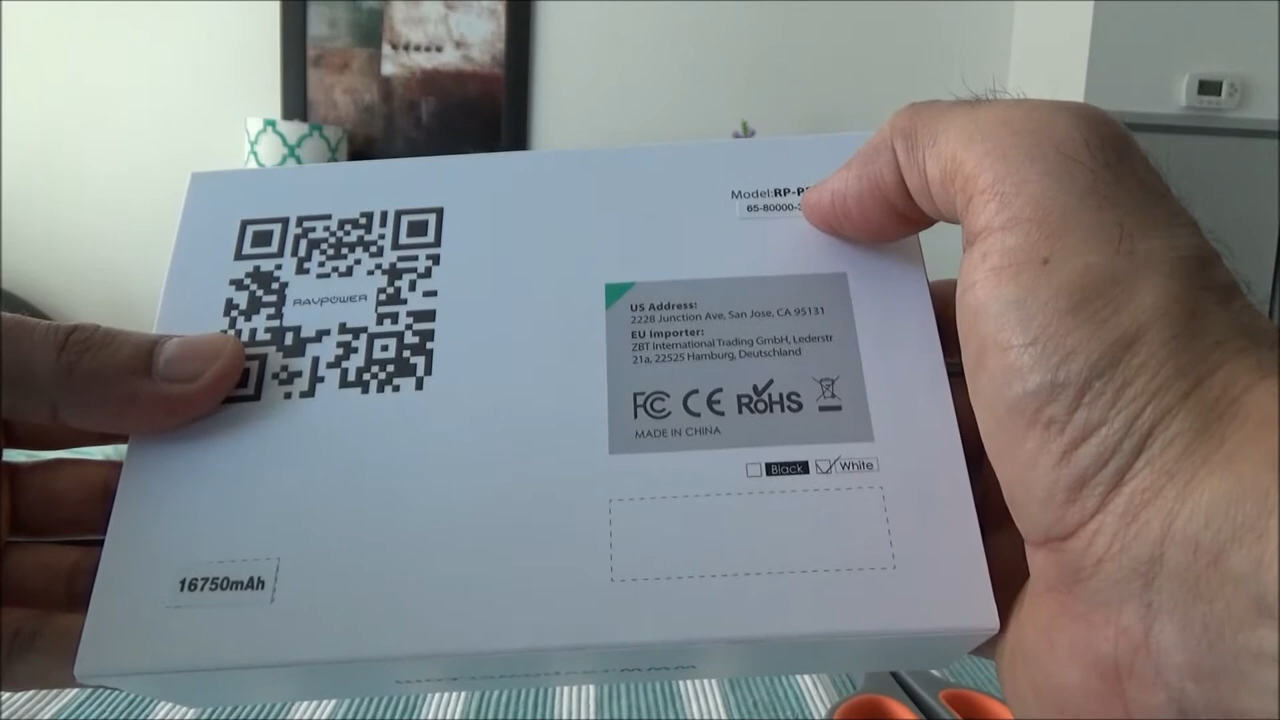 Model:RP-P
65-80000-
RAVPOWER
US Address:
2228 Junction Ave, San Jose, CA 95131
EU Importer:
ZBT International Trading GmbH, Lederstr
21a, 22525 Hamburg, Deutschland
FC CE RoHS
MADE IN CHINA
Black White
16750mAh